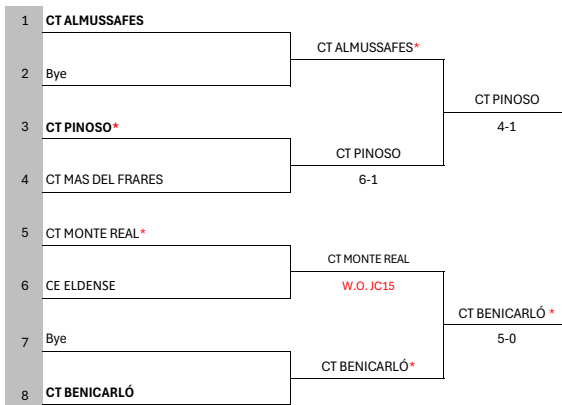 1 CT ALMUSSAFES
CT ALMUSSAFES*
2 Bye
CT PINOSO
3 CT PINOSO*
4-1
CT PINOSO
4 CT MAS DEL FRARES
6-1
5 CT MONTE REAL*
CT MONTE REAL
6 CE ELDENSE
W.O. JC15
CT BENICARLÓ *
7 Bye
5-0
CT BENICARLÓ*
8 CT BENICARLÓ